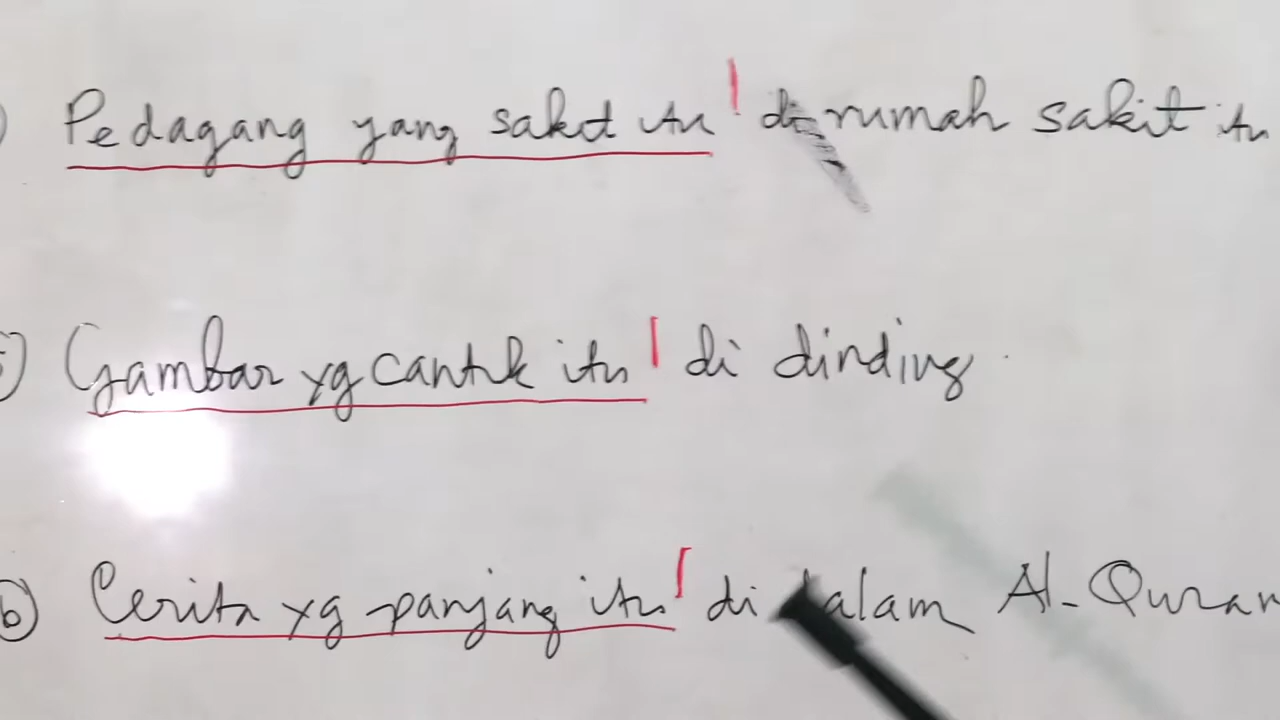 ) Pedagang yang sakit itu | di rumah sakit itu
) Gambar yg cantik itu | di dinding.
6) Cerita yg panjang itu | di dalam Al-Quran